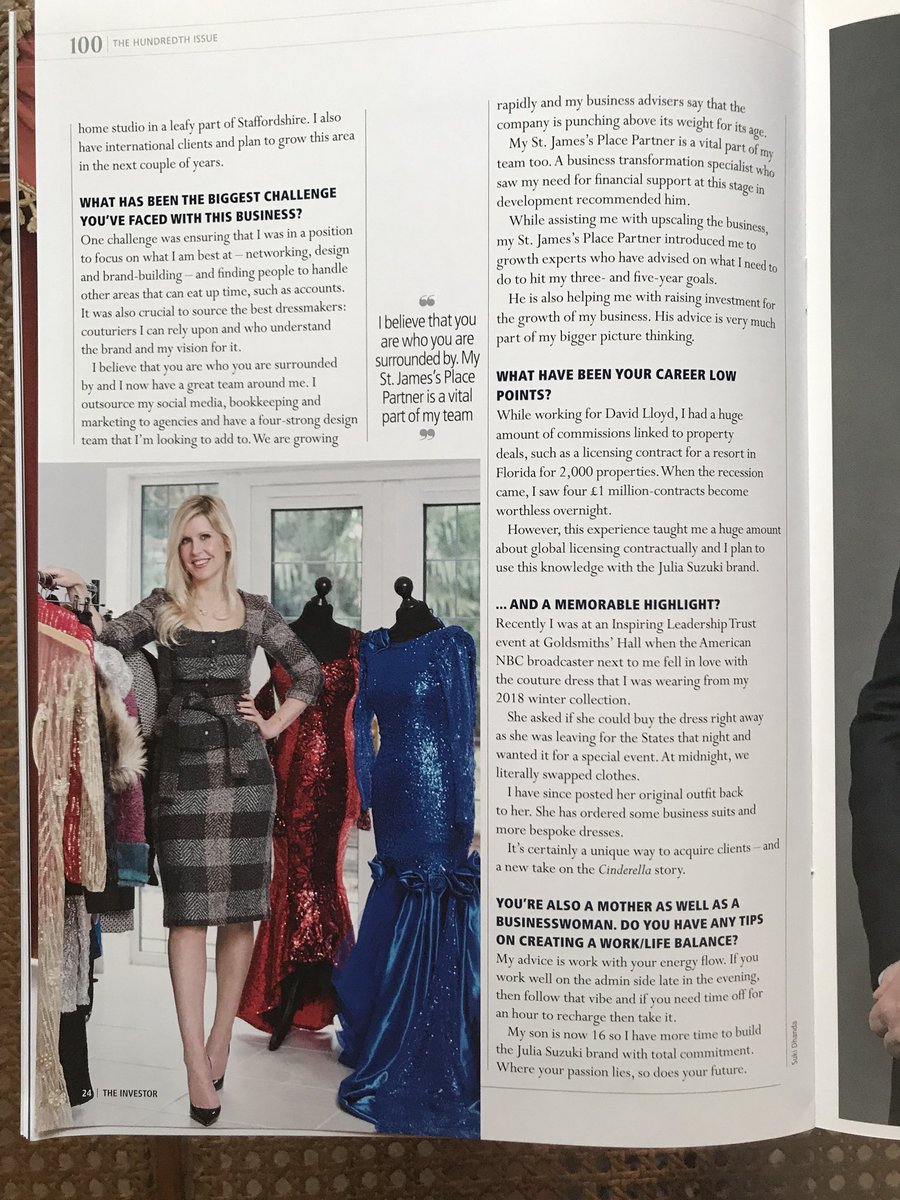 100 | THE HUNDREDTH ISSUE
home studio in a leafy part of Staffordshire. I also
have international clients and plan to grow this area
in the next couple of years.
WHAT HAS BEEN THE BIGGEST CHALLENGE
YOU'VE FACED WITH THIS BUSINESS?
One challenge was ensuring that I was in a position
to focus on what I am best at – networking, design
and brand-building – and finding people to handle
other areas that can eat up time, such as accounts.
It was also crucial to source the best dressmakers:
couturiers I can rely upon and who understand
the brand and my vision for it.
I believe that you are who you are surrounded
by and I now have a great team around me. I
outsource my social media, bookkeeping and
marketing to agencies and have a four-strong design
team that I'm looking to add to. We are growing
“
I believe that you
are who you are
surrounded by. My
St. James's Place
Partner is a vital
part of my team
”
rapidly and my business advisers say that the
company is punching above its weight for its age.
My St. James's Place Partner is a vital part of my
team too. A business transformation specialist who
saw my need for financial support at this stage in
development recommended him.
While assisting me with upscaling the business,
my St. James's Place Partner introduced me to
growth experts who have advised on what I need to
do to hit my three- and five-year goals.
He is also helping me with raising investment for
the growth of my business. His advice is very much
part of my bigger picture thinking.
WHAT HAVE BEEN YOUR CAREER LOW
POINTS?
While working for David Lloyd, I had a huge
amount of commissions linked to property
deals, such as a licensing contract for a resort in
Florida for 2,000 properties. When the recession
came, I saw four £1 million-contracts become
worthless overnight.
However, this experience taught me a huge amount
about global licensing contractually and I plan to
use this knowledge with the Julia Suzuki brand.
... AND A MEMORABLE HIGHLIGHT?
Recently I was at an Inspiring Leadership Trust
event at Goldsmiths' Hall when the American
NBC broadcaster next to me fell in love with
the couture dress that I was wearing from my
2018 winter collection.
She asked if she could buy the dress right away
as she was leaving for the States that night and
wanted it for a special event. At midnight, we
literally swapped clothes.
I have since posted her original outfit back
to her. She has ordered some business suits and
more bespoke dresses.
It's certainly a unique way to acquire clients – and
a new take on the Cinderella story.
YOU'RE ALSO A MOTHER AS WELL AS A
BUSINESSWOMAN. DO YOU HAVE ANY TIPS
ON CREATING A WORK/LIFE BALANCE?
My advice is work with your energy flow. If you
work well on the admin side late in the evening,
then follow that vibe and if you need time off for
an hour to recharge then take it.
My son is now 16 so I have more time to build
the Julia Suzuki brand with total commitment.
Where your passion lies, so does your future.
Suki Dhanda
24 | THE INVESTOR